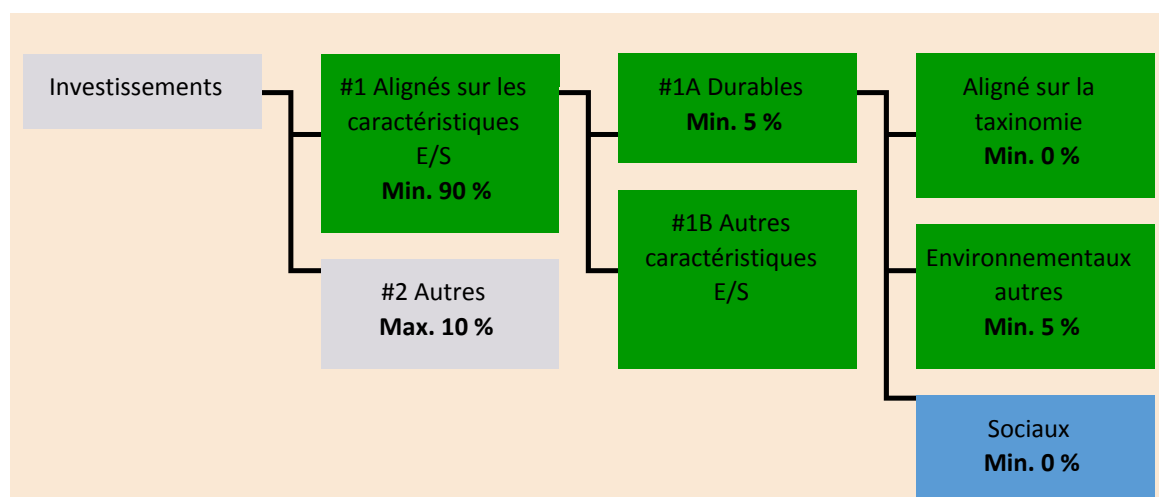 Investissements
#1 Alignés sur les
caractéristiques
E/S
Min. 90 %
#2 Autres
Max. 10 %
#1A Durables
Min. 5 %
#1B Autres
caractéristiques
E/S
Aligné sur la
taxinomie
Min. 0 %
Environnementaux
autres
Min. 5 %
Sociaux
Min. 0 %